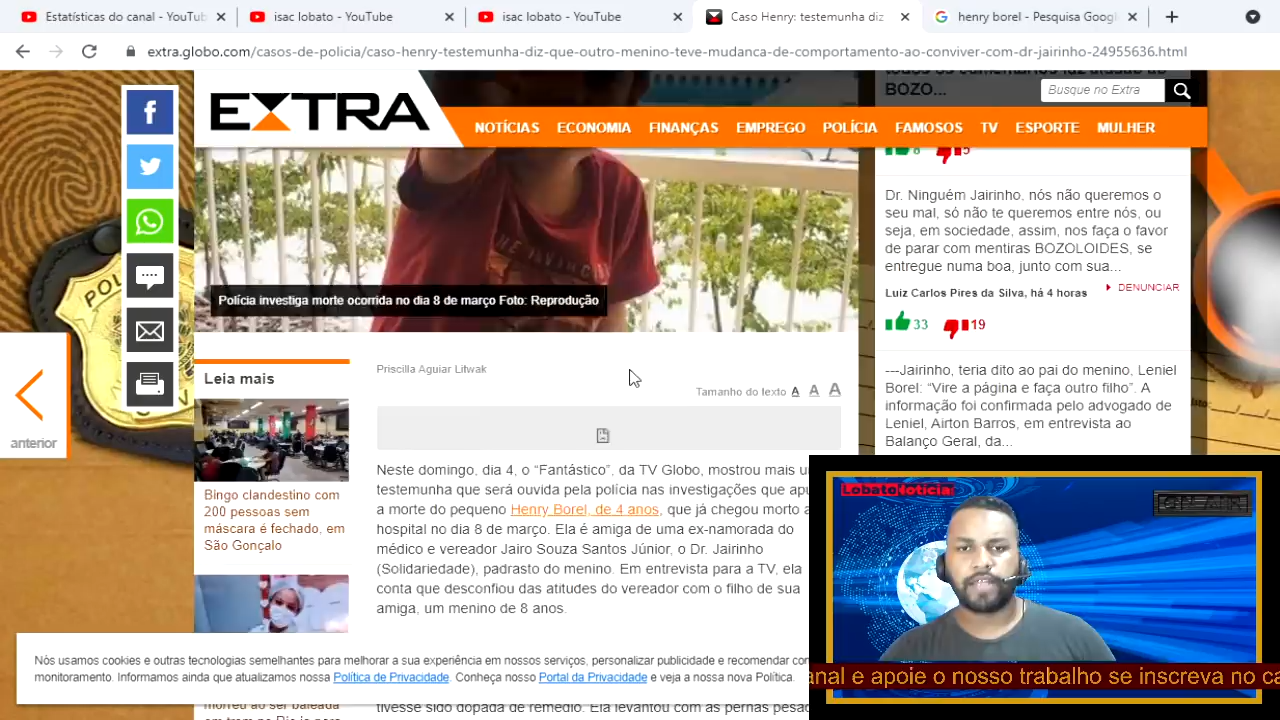 Estatísticas do canal - YouTu
isac lobato - YouTube
isac lobato - YouTube
Caso Henry: testemunha diz
henry borel - Pesquisa Googl
extra.globo.com/casos-de-policia/caso-henry-testemunha-diz-que-outro-menino-teve-mudanca-de-comportamento-ao-conviver-com-dr-jairinho-24955636.html
EXTRA
BOZO...
Busque no Extra
NOTÍCIAS ECONOMIA FINANÇAS EMPREGO POLÍCIA FAMOSOS TV ESPORTE MULHER
8 5
Dr. Ninguém Jairinho, nós não queremos o
seu mal, só não te queremos entre nós, ou
seja, em sociedade, assim, nos faça o favor
de parar com mentiras BOZOLOIDES, se
entregue numa boa, junto com sua...
Luiz Carlos Pires da Silva, há 4 horas
DENUNCIAR
33 19
---Jairinho, teria dito ao pai do menino, Leniel
Borel: “Vire a página e faça outro filho”. A
informação foi confirmada pelo advogado de
Leniel, Airton Barros, em entrevista ao
Balanço Geral, da...
Polícia investiga morte ocorrida no dia 8 de março Foto: Reprodução
anterior
Leia mais
Bingo clandestino com
200 pessoas sem
máscara é fechado, em
São Gonçalo
Priscilla Aguiar Litwak
Tamanho do texto A A A
Neste domingo, dia 4, o “Fantástico”, da TV Globo, mostrou mais u
testemunha que será ouvida pela polícia nas investigações que apu
a morte do pequeno Henry Borel, de 4 anos, que já chegou morto a
hospital no dia 8 de março. Ela é amiga de uma ex-namorada do
médico e vereador Jairo Souza Santos Júnior, o Dr. Jairinho
(Solidariedade), padrasto do menino. Em entrevista para a TV, ela
conta que desconfiou das atitudes do vereador com o filho de sua
amiga, um menino de 8 anos.
Nós usamos cookies e outras tecnologias semelhantes para melhorar a sua experiência em nossos serviços, personalizar publicidade e recomendar con
monitoramento. Informamos ainda que atualizamos nossa Política de Privacidade. Conheça nosso Portal da Privacidade e veja a nossa nova Política.
tivesse sido dopada de remédio. Ela levantou com as pernas pesad
LobatoNoticia
anal e apoie o nosso trabalho se inscreva no ca